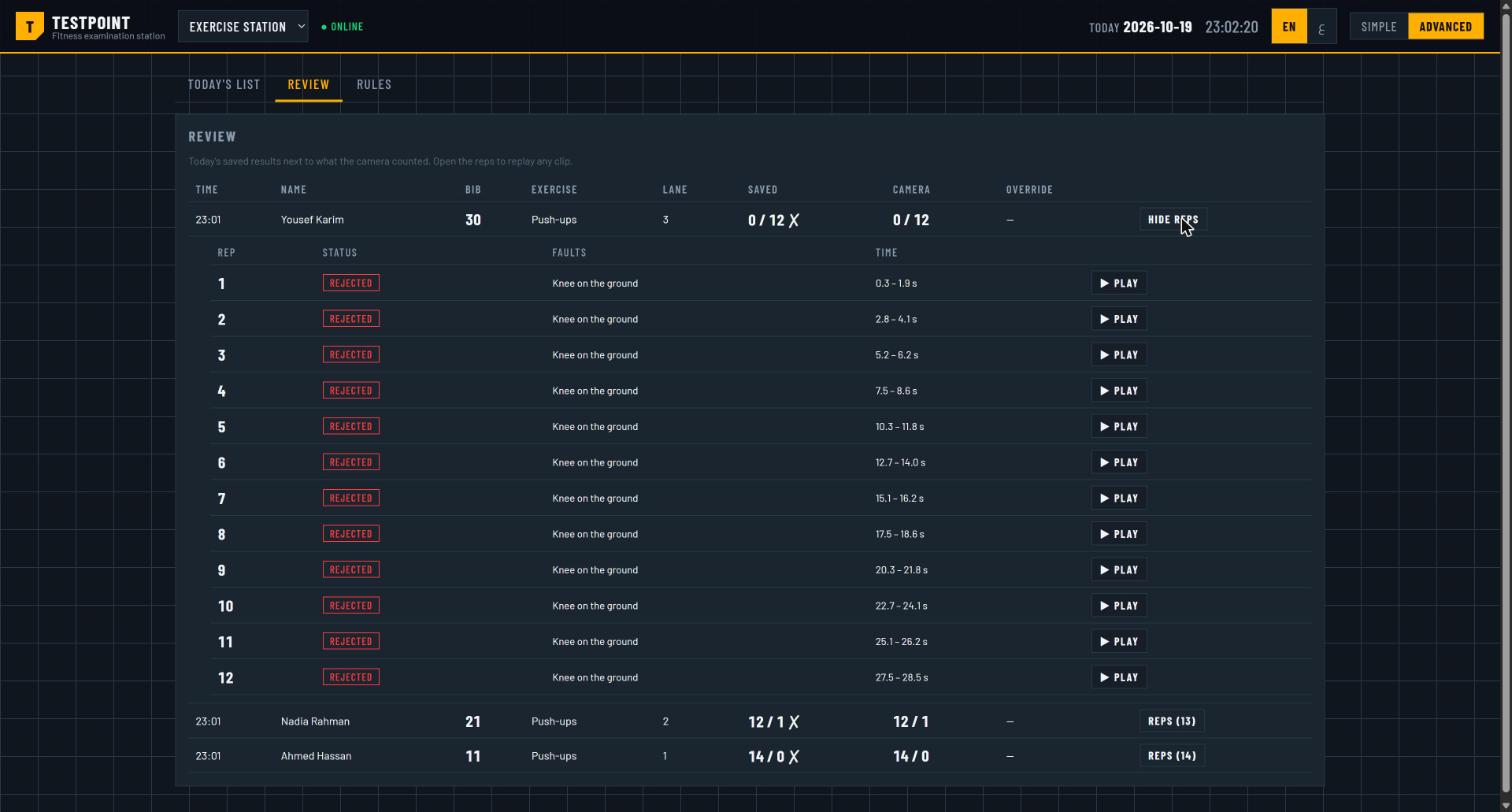 T TESTPOINT
Fitness examination station
EXERCISE STATION
ONLINE
TODAY 2026-10-19 23:02:20
EN ع
SIMPLE ADVANCED
TODAY'S LIST REVIEW RULES
REVIEW
Today's saved results next to what the camera counted. Open the reps to replay any clip.
TIME NAME BIB EXERCISE LANE SAVED CAMERA OVERRIDE
23:01 Yousef Karim 30 Push-ups 3 0 / 12 ✗ 0 / 12 – HIDE REPS
REP STATUS FAULTS TIME
1 REJECTED Knee on the ground 0.3 – 1.9 s ▶ PLAY
2 REJECTED Knee on the ground 2.8 – 4.1 s ▶ PLAY
3 REJECTED Knee on the ground 5.2 – 6.2 s ▶ PLAY
4 REJECTED Knee on the ground 7.5 – 8.6 s ▶ PLAY
5 REJECTED Knee on the ground 10.3 – 11.8 s ▶ PLAY
6 REJECTED Knee on the ground 12.7 – 14.0 s ▶ PLAY
7 REJECTED Knee on the ground 15.1 – 16.2 s ▶ PLAY
8 REJECTED Knee on the ground 17.5 – 18.6 s ▶ PLAY
9 REJECTED Knee on the ground 20.3 – 21.8 s ▶ PLAY
10 REJECTED Knee on the ground 22.7 – 24.1 s ▶ PLAY
11 REJECTED Knee on the ground 25.1 – 26.2 s ▶ PLAY
12 REJECTED Knee on the ground 27.5 – 28.5 s ▶ PLAY
23:01 Nadia Rahman 21 Push-ups 2 12 / 1 ✗ 12 / 1 – REPS (13)
23:01 Ahmed Hassan 11 Push-ups 1 14 / 0 ✗ 14 / 0 – REPS (14)